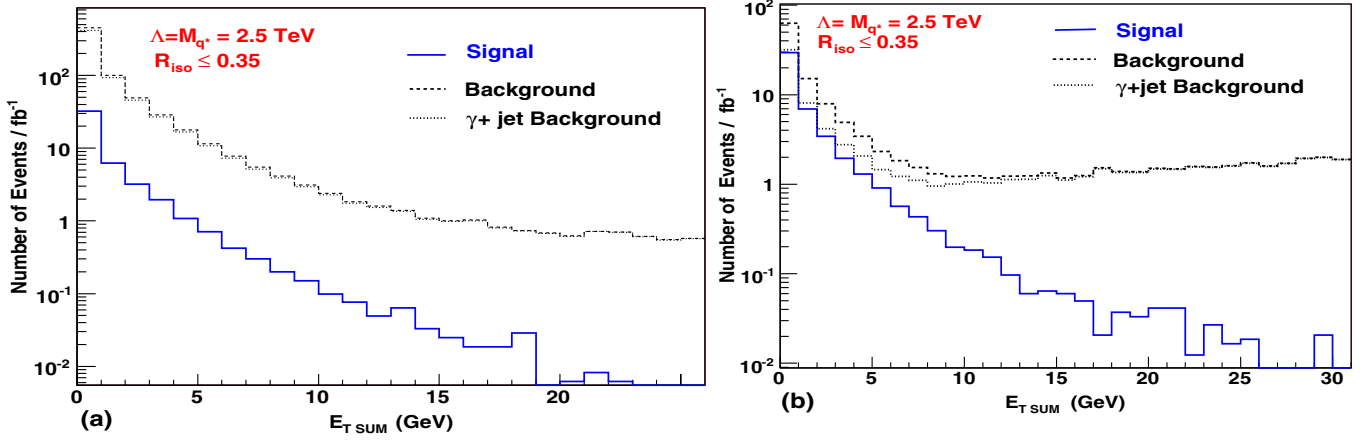 Λ=M_q* = 2.5 TeV
R_iso ≤ 0.35
Signal
Background
γ+ jet Background
Number of Events / fb⁻¹
10²
10
1
10⁻¹
10⁻²
0 5 10 15 20 25
(a)
E_T SUM (GeV)
Λ= M_q* = 2.5 TeV
R_iso ≤ 0.35
Signal
Background
γ+jet Background
Number of Events / fb⁻¹
10²
10
1
10⁻¹
10⁻²
0 5 10 15 20 25 30
(b)
E_T SUM (GeV)